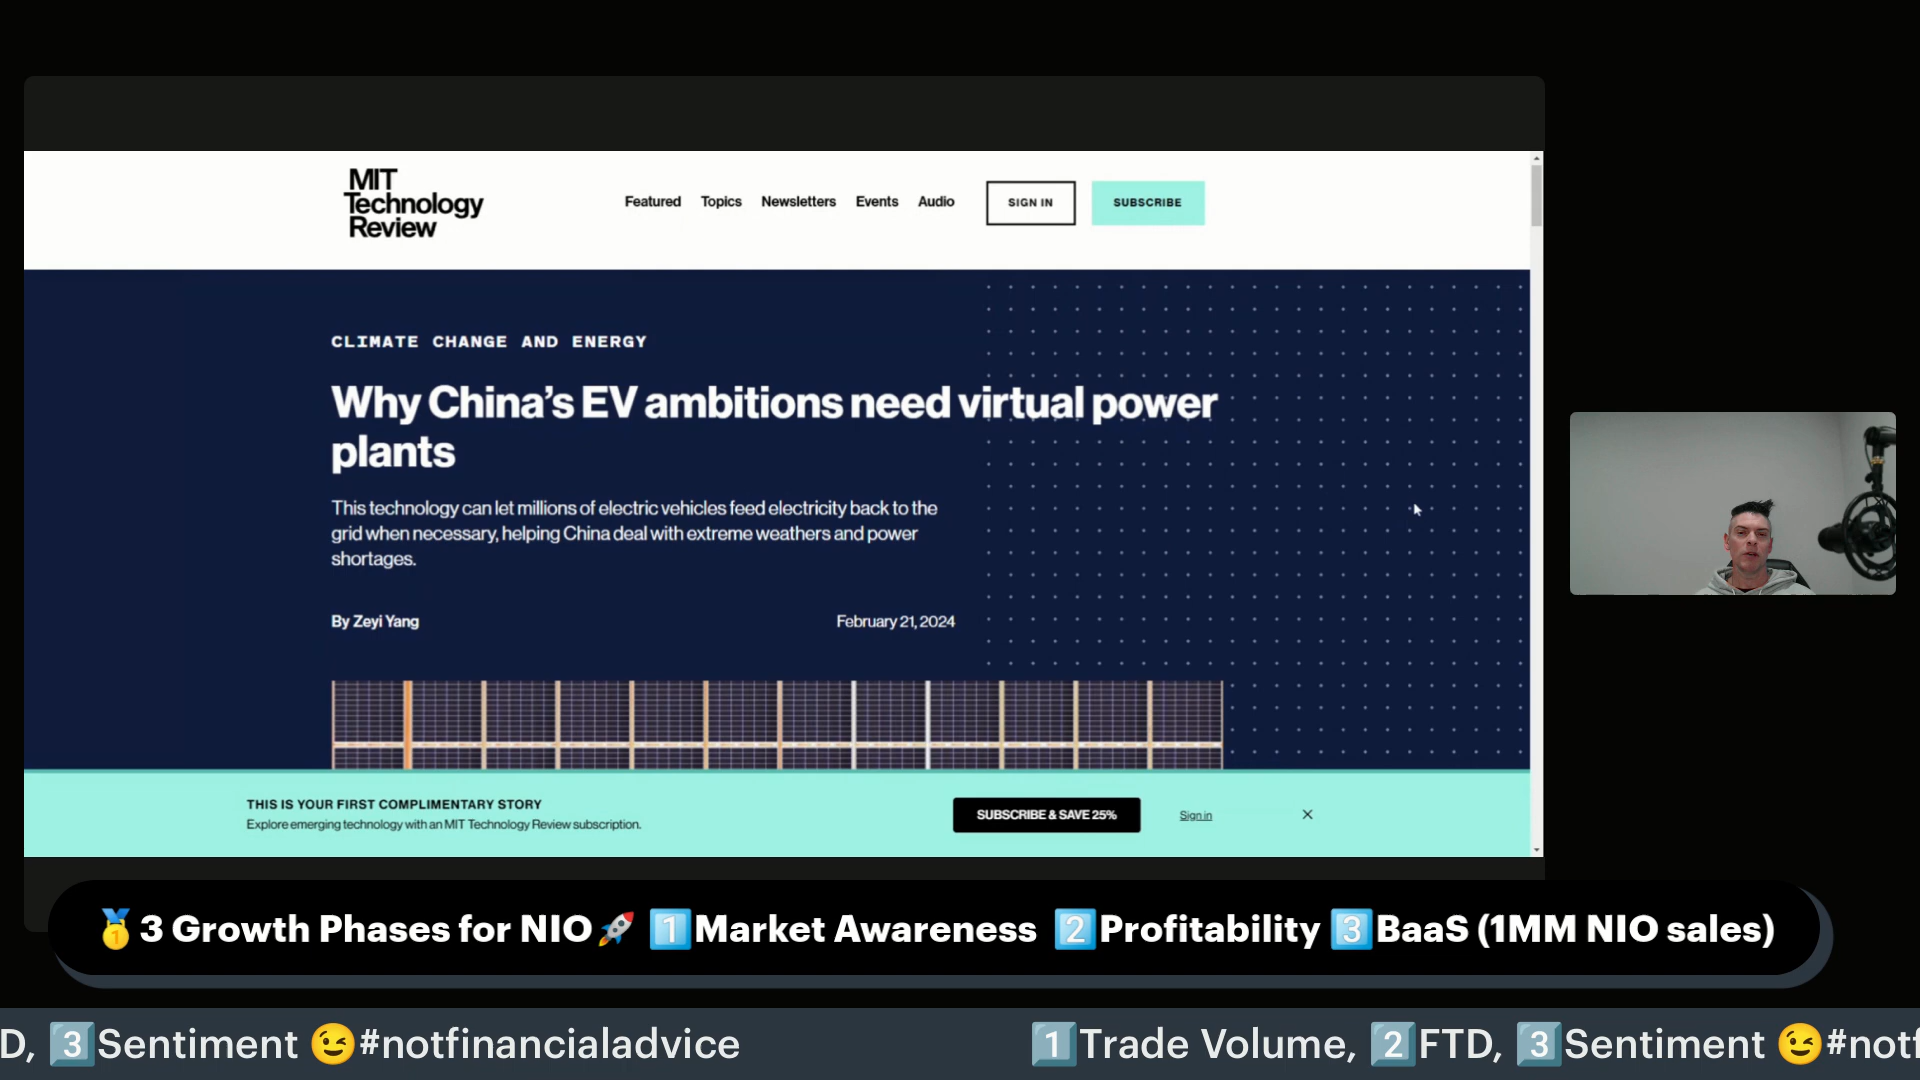 MIT
Technology
Review
Featured Topics Newsletters Events Audio SIGN IN SUBSCRIBE
CLIMATE CHANGE AND ENERGY
Why China’s EV ambitions need virtual power
plants
This technology can let millions of electric vehicles feed electricity back to the
grid when necessary, helping China deal with extreme weathers and power
shortages.
By Zeyi Yang February 21, 2024
THIS IS YOUR FIRST COMPLIMENTARY STORY
Explore emerging technology with an MIT Technology Review subscription.
SUBSCRIBE & SAVE 25% Sign in
🥇3 Growth Phases for NIO🚀 1️⃣Market Awareness 2️⃣Profitability 3️⃣BaaS (1MM NIO sales)
D, 3️⃣Sentiment 😉#notfinancialadvice 1️⃣Trade Volume, 2️⃣FTD, 3️⃣Sentiment 😉#notf